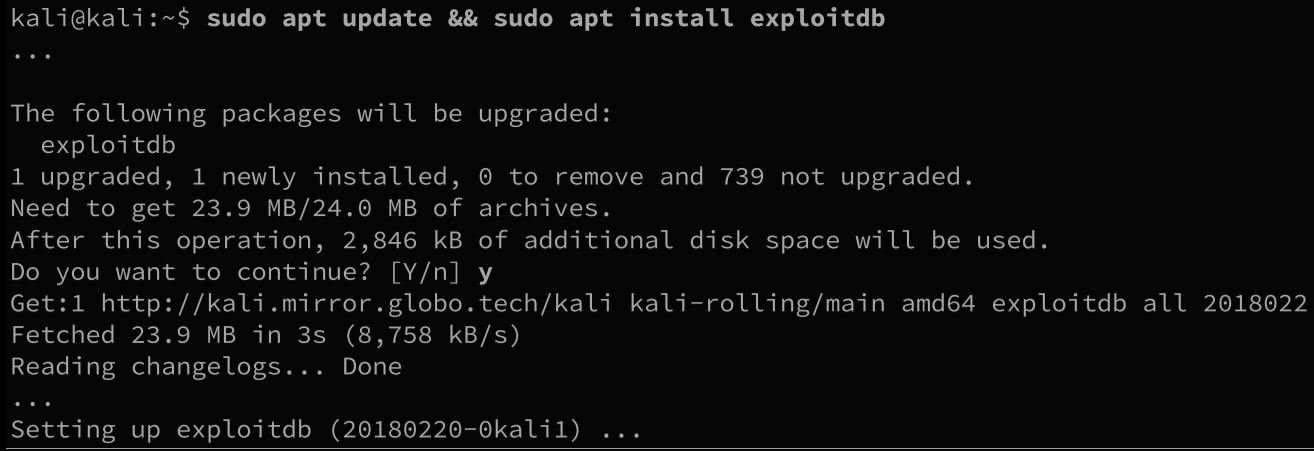 kali@kali:~$ sudo apt update && sudo apt install exploitdb
...
The following packages will be upgraded:
  exploitdb
1 upgraded, 1 newly installed, 0 to remove and 739 not upgraded.
Need to get 23.9 MB/24.0 MB of archives.
After this operation, 2,846 kB of additional disk space will be used.
Do you want to continue? [Y/n] y
Get:1 http://kali.mirror.globo.tech/kali kali-rolling/main amd64 exploitdb all 2018022
Fetched 23.9 MB in 3s (8,758 kB/s)
Reading changelogs... Done
...
Setting up exploitdb (20180220-0kali1) ...